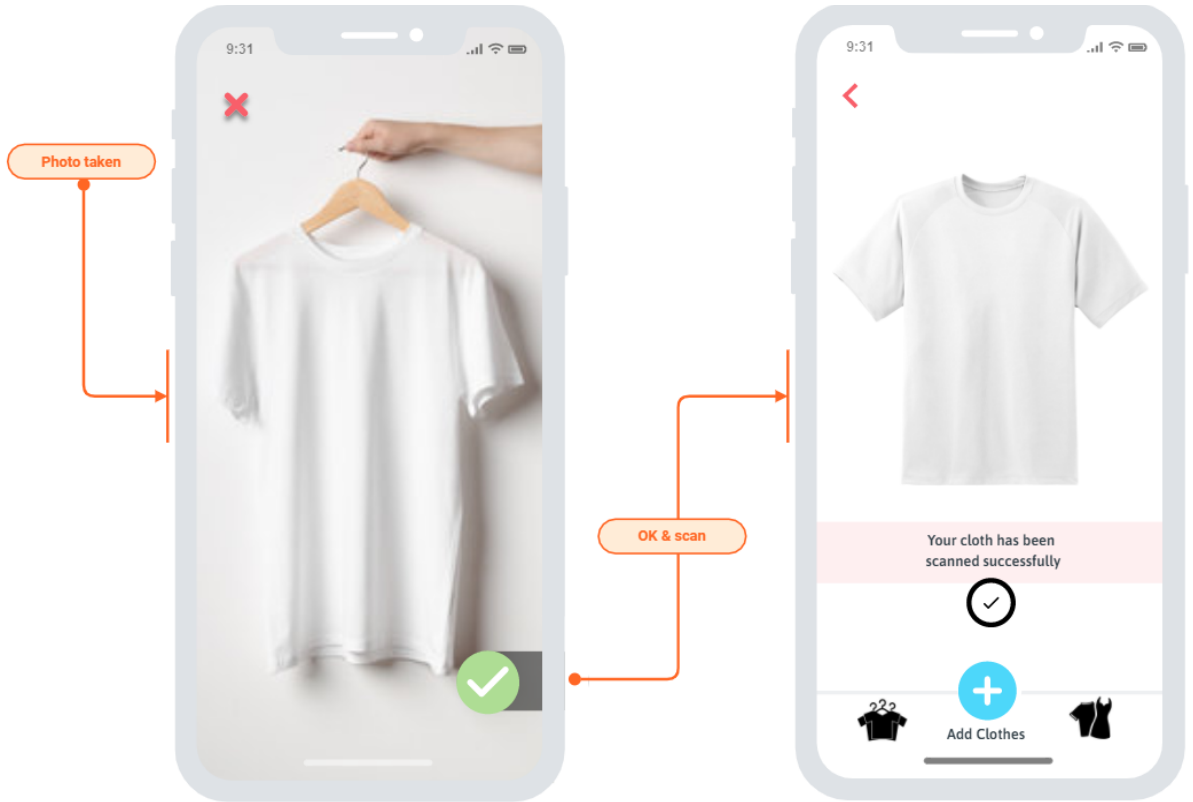 9:31
9:31
Photo taken
OK & scan
Your cloth has been
scanned successfully
Add Clothes